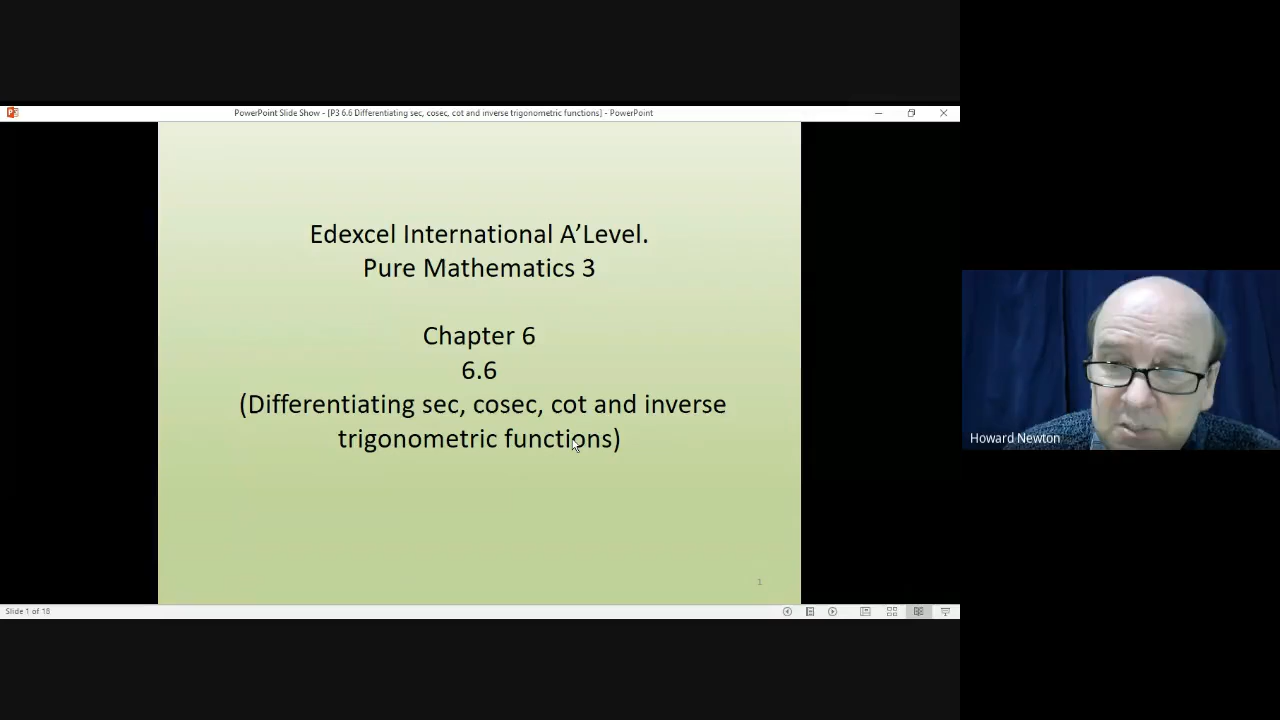 PowerPoint Slide Show - [P3 6.6 Differentiating sec, cosec, cot and inverse trigonometric functions] - PowerPoint
Edexcel International A’Level.
Pure Mathematics 3
Chapter 6
6.6
(Differentiating sec, cosec, cot and inverse
trigonometric functions)
Howard Newton
1
Slide 1 of 18